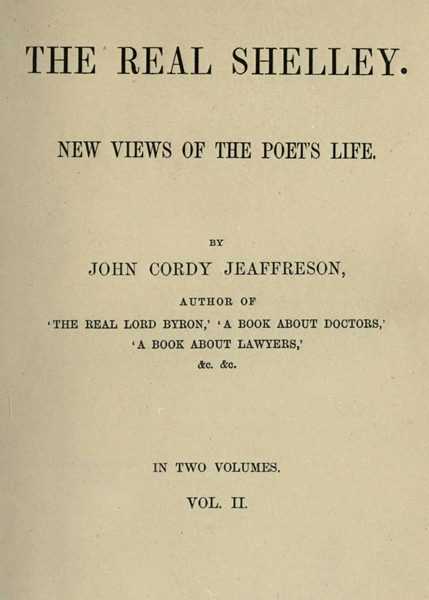 THE REAL SHELLEY.
NEW VIEWS OF THE POET'S LIFE.
BY
JOHN CORDY JEAFFRESON,
AUTHOR OF
'THE REAL LORD BYRON,' 'A BOOK ABOUT DOCTORS,'
'A BOOK ABOUT LAWYERS,'
&c. &c.
IN TWO VOLUMES.
VOL. II.